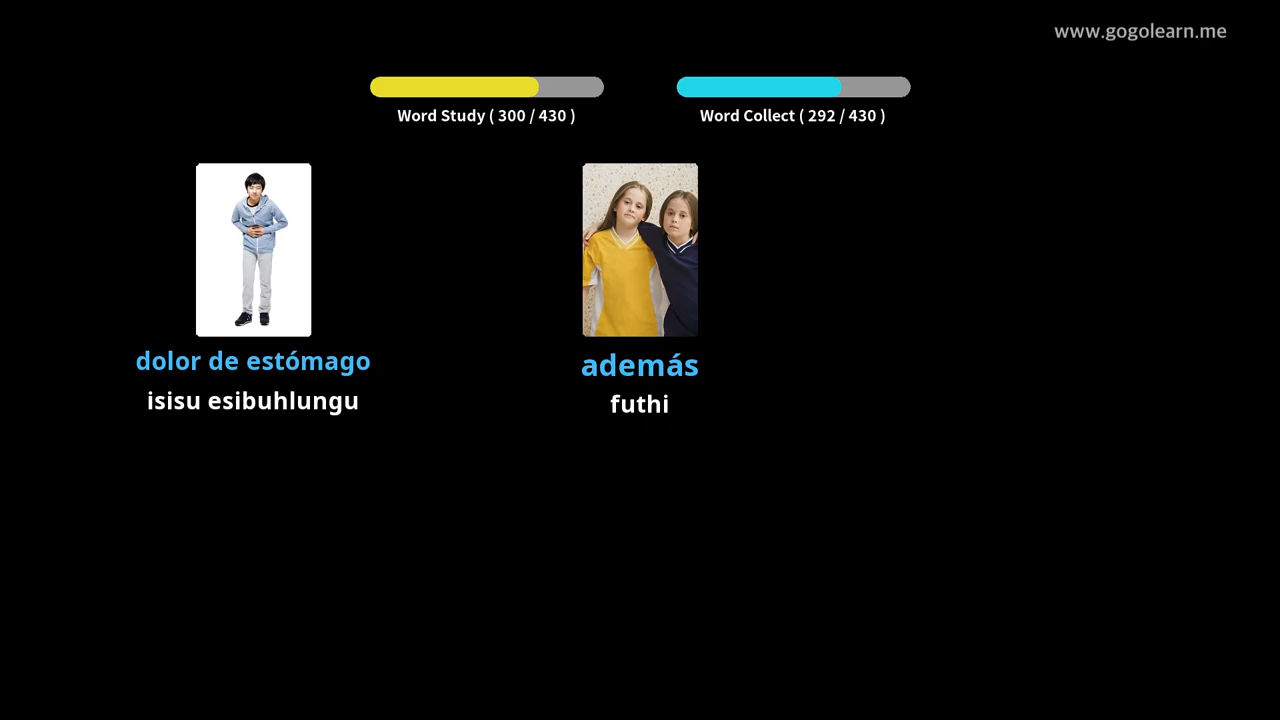 www.gogolearn.me
Word Study ( 300 / 430 )
Word Collect ( 292 / 430 )
dolor de estómago
isisu esibuhlungu
además
futhi